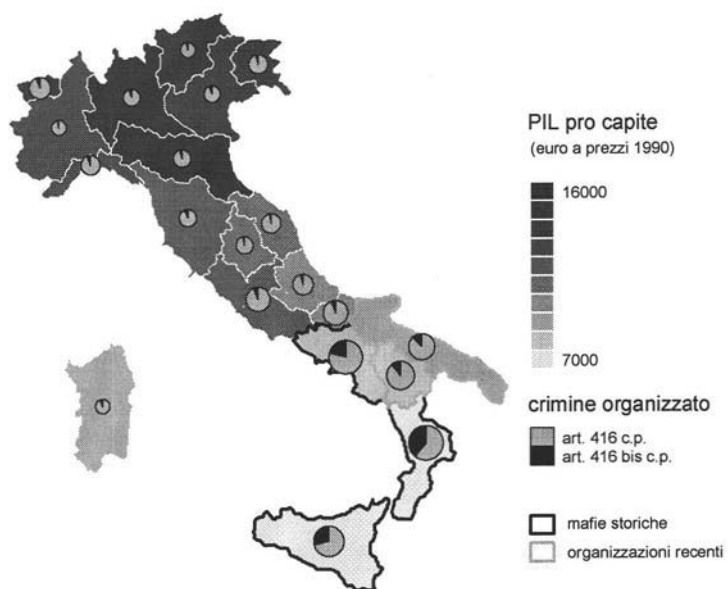 PIL pro capite
(euro a prezzi 1990)
16000
7000
crimine organizzato
art. 416 c.p.
art. 416 bis c.p.
mafie storiche
organizzazioni recenti